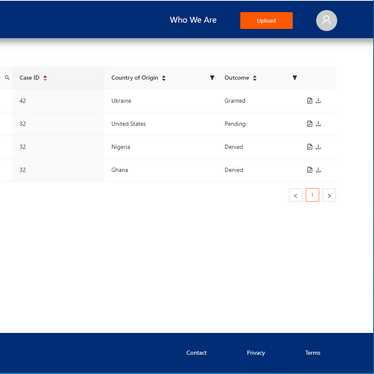 Who We Are Upload
Case ID Country of Origin Outcome
42 Ukraine Granted
32 United States Pending
32 Nigeria Denied
32 Ghana Denied
1
Contact Privacy Terms